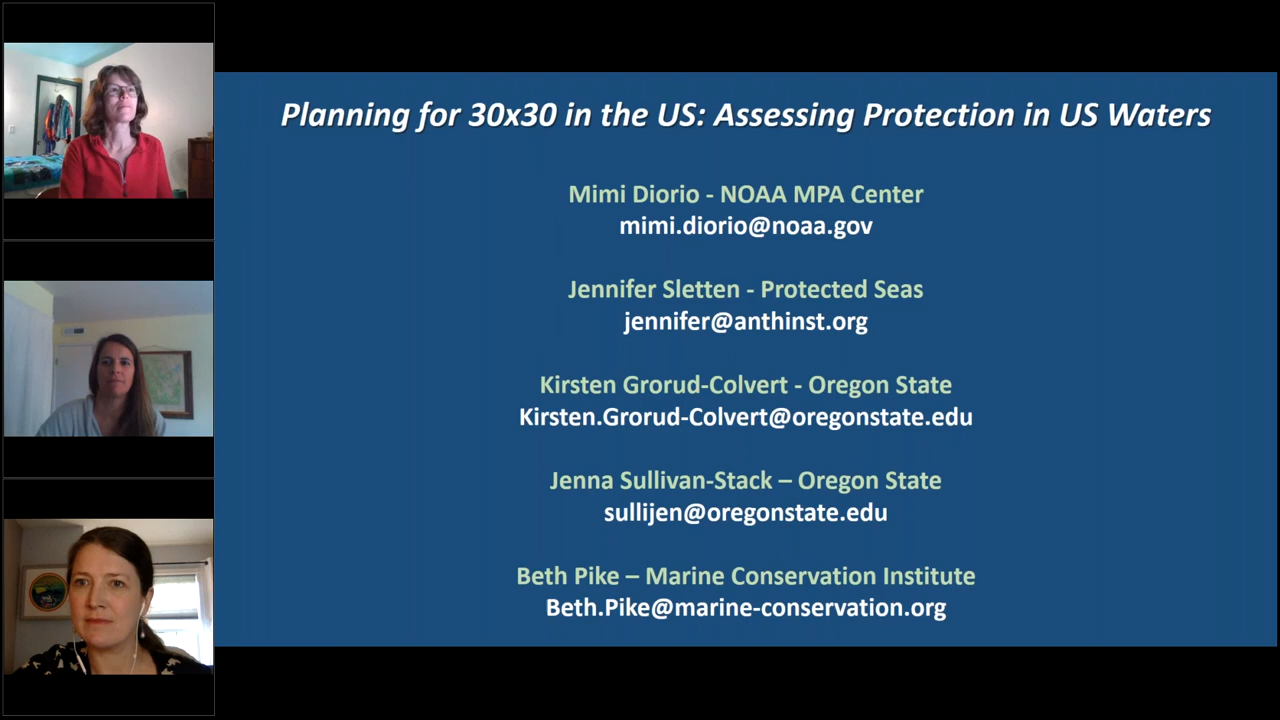 Planning for 30x30 in the US: Assessing Protection in US Waters
Mimi Diorio - NOAA MPA Center
mimi.diorio@noaa.gov
Jennifer Sletten - Protected Seas
jennifer@anthinst.org
Kirsten Grorud-Colvert - Oregon State
Kirsten.Grorud-Colvert@oregonstate.edu
Jenna Sullivan-Stack – Oregon State
sullijen@oregonstate.edu
Beth Pike – Marine Conservation Institute
Beth.Pike@marine-conservation.org